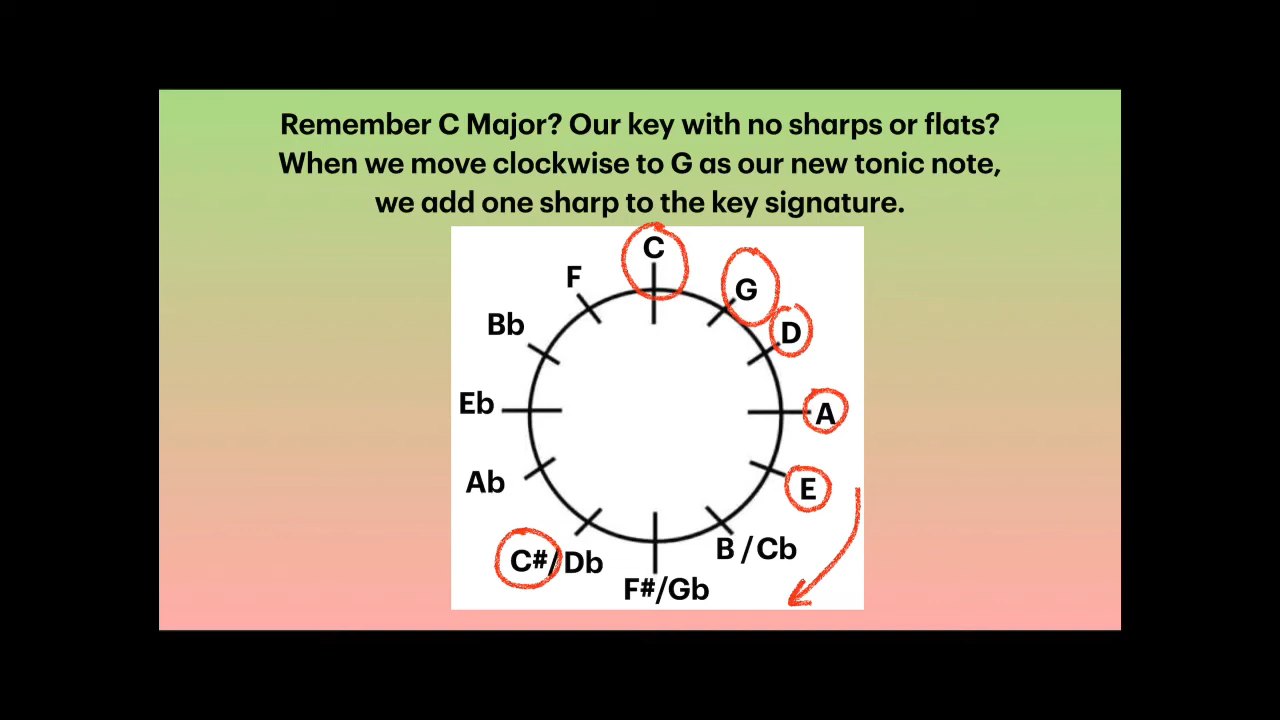 Remember C Major? Our key with no sharps or flats?
When we move clockwise to G as our new tonic note,
we add one sharp to the key signature.
C
G
D
A
E
B / Cb
F#/Gb
C#/Db
Ab
Eb
Bb
F